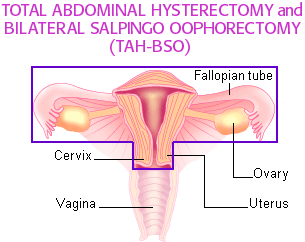 TOTAL ABDOMINAL HYSTERECTOMY and
BILATERAL SALPINGO OOPHORECTOMY
(TAH-BSO)
Fallopian tube
Cervix
Ovary
Vagina
Uterus